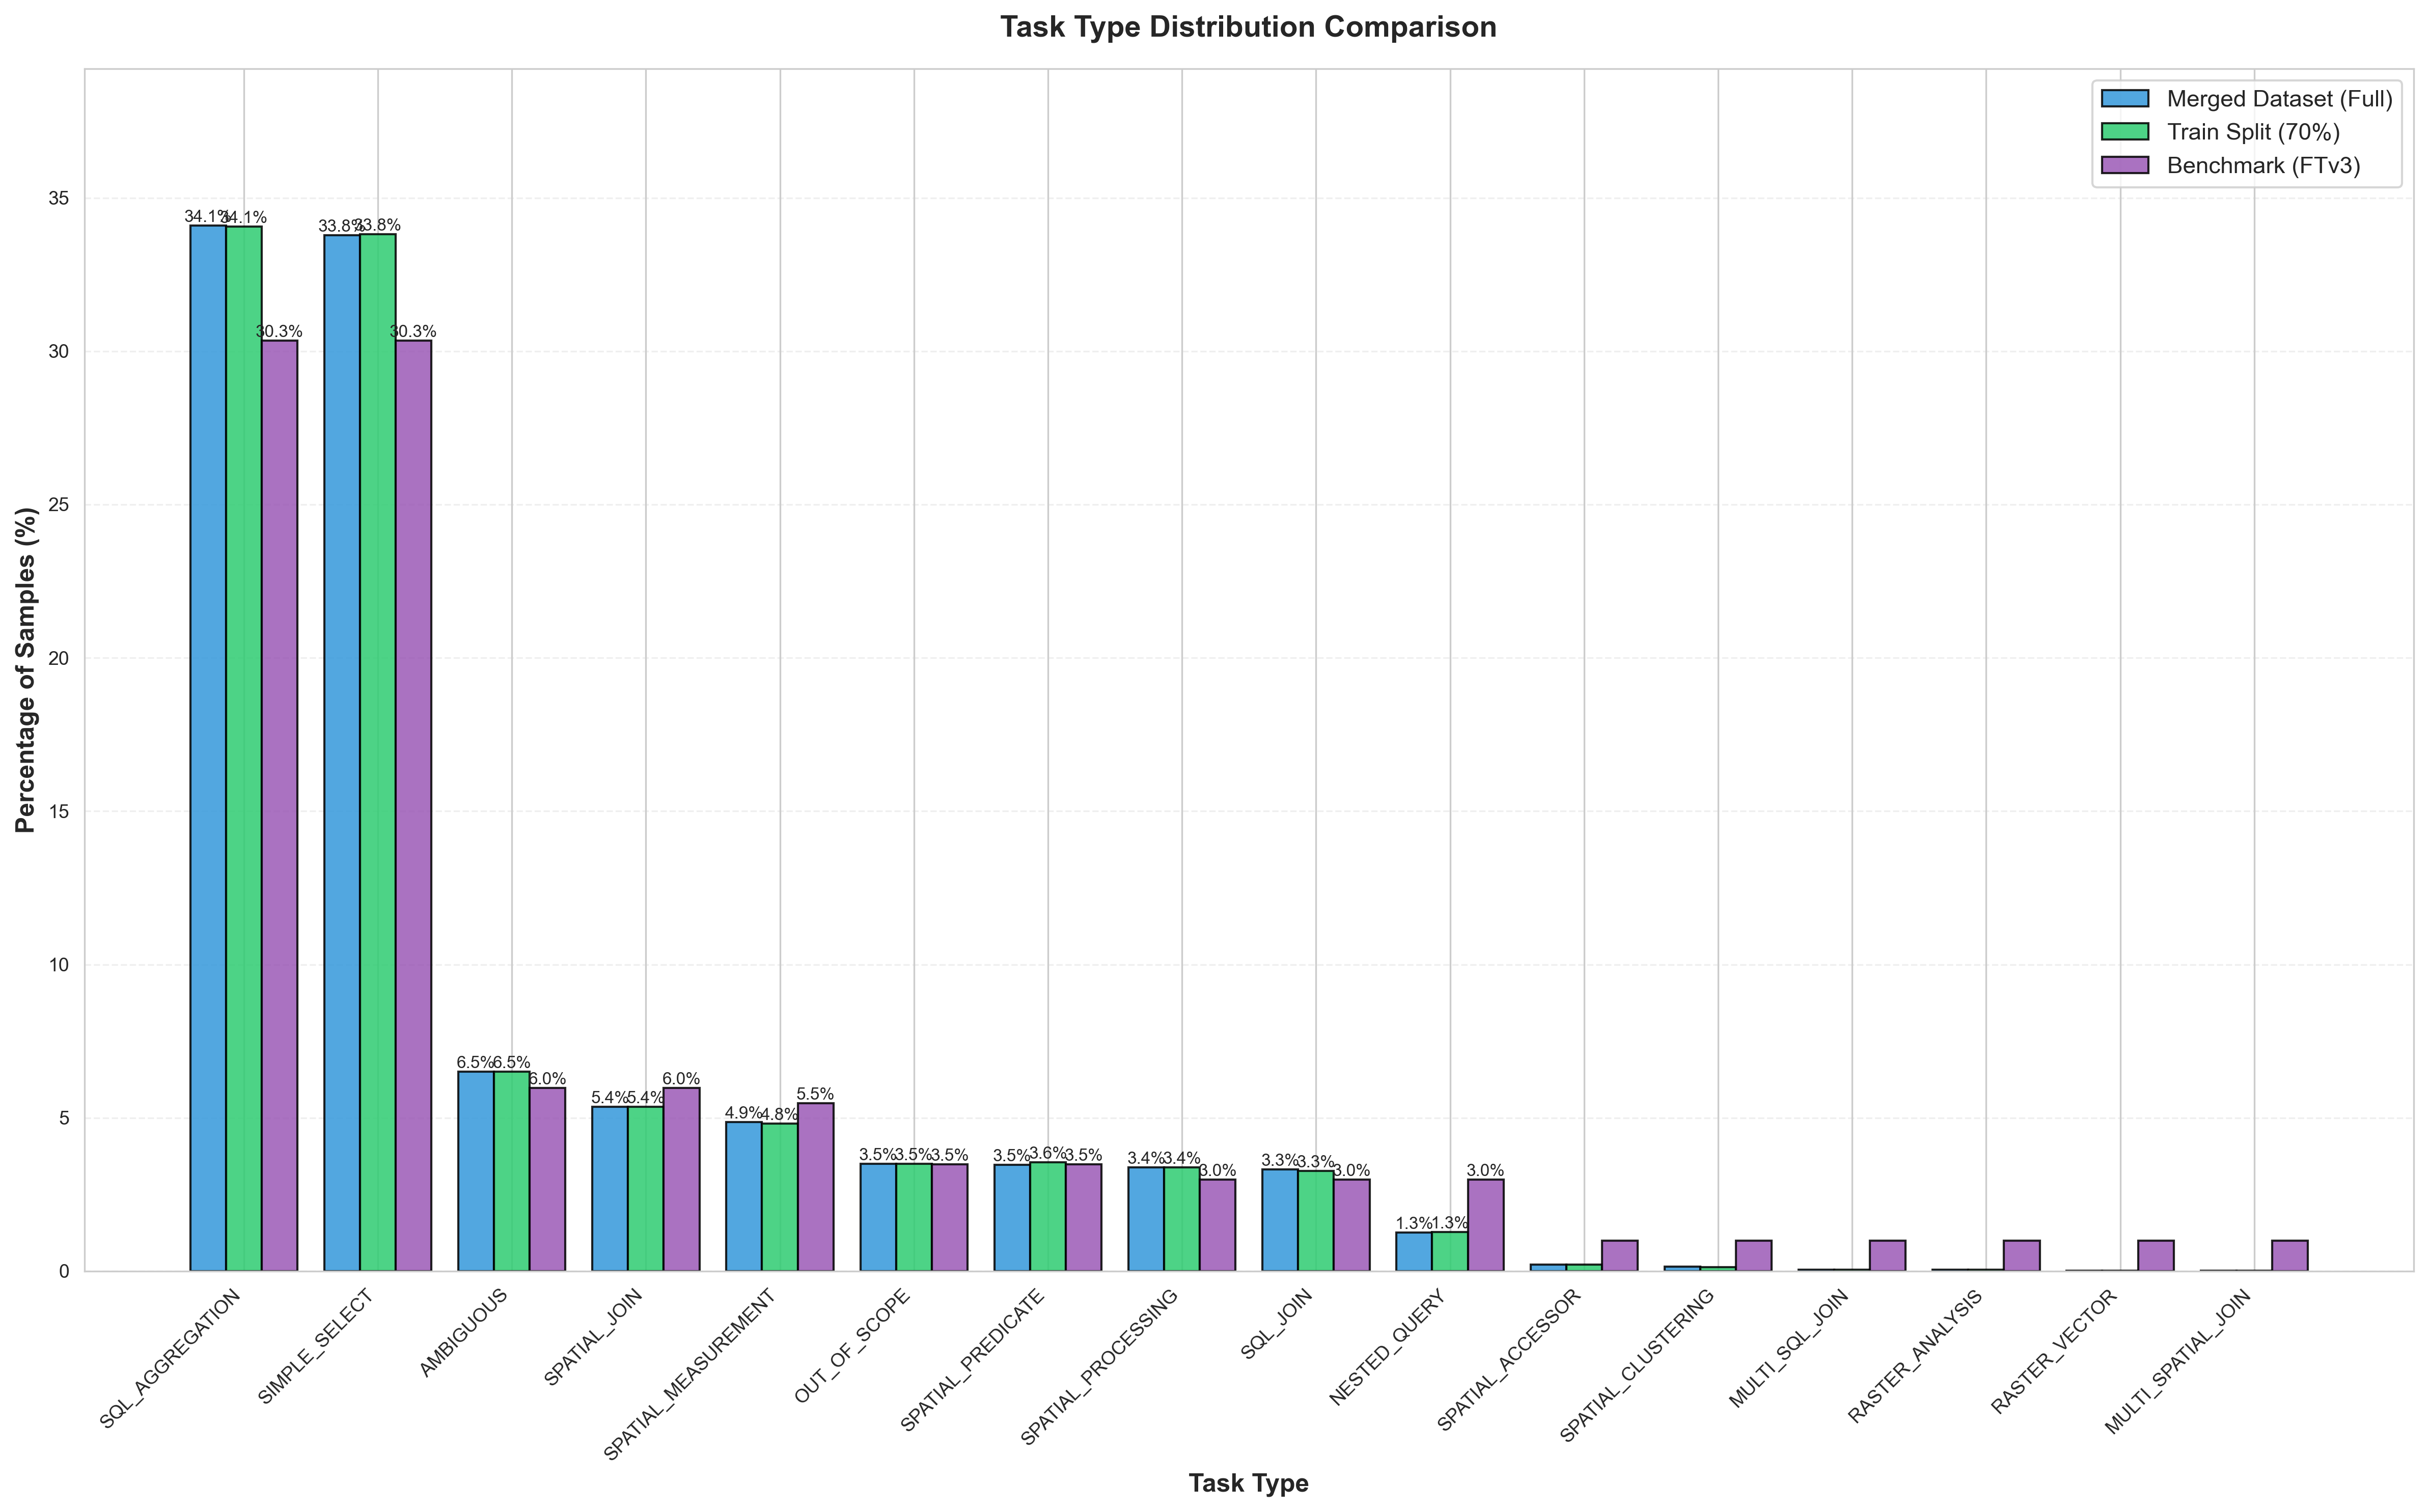 Task Type Distribution Comparison
Merged Dataset (Full)
Train Split (70%)
Benchmark (FTv3)
Percentage of Samples (%)
35
30
25
20
15
10
5
0
34.1% 34.1% 30.3%
33.8% 33.8% 30.3%
6.5% 6.5% 6.0%
5.4% 5.4% 6.0%
4.9% 4.8% 5.5%
3.5% 3.5% 3.5%
3.5% 3.6% 3.5%
3.4% 3.4% 3.0%
3.3% 3.3% 3.0%
1.3% 1.3% 3.0%
SQL_AGGREGATION
SIMPLE_SELECT
AMBIGUOUS
SPATIAL_JOIN
SPATIAL_MEASUREMENT
OUT_OF_SCOPE
SPATIAL_PREDICATE
SPATIAL_PROCESSING
SQL_JOIN
NESTED_QUERY
SPATIAL_ACCESSOR
SPATIAL_CLUSTERING
MULTI_SQL_JOIN
RASTER_ANALYSIS
RASTER_VECTOR
MULTI_SPATIAL_JOIN
Task Type